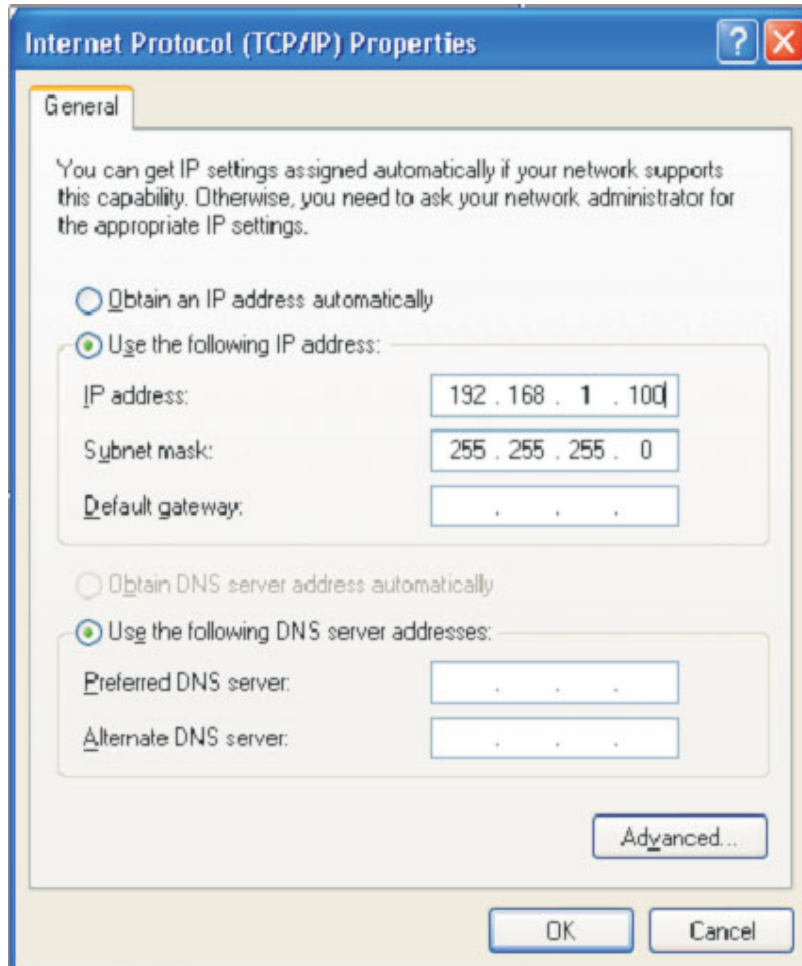 Internet Protocol (TCP/IP) Properties
?
X
General
You can get IP settings assigned automatically if your network supports
this capability. Otherwise, you need to ask your network administrator for
the appropriate IP settings.
Obtain an IP address automatically
Use the following IP address:
IP address: 192 . 168 . 1 . 100
Subnet mask: 255 . 255 . 255 . 0
Default gateway: . . .
Obtain DNS server address automatically
Use the following DNS server addresses:
Preferred DNS server: . . .
Alternate DNS server: . . .
Advanced...
OK Cancel